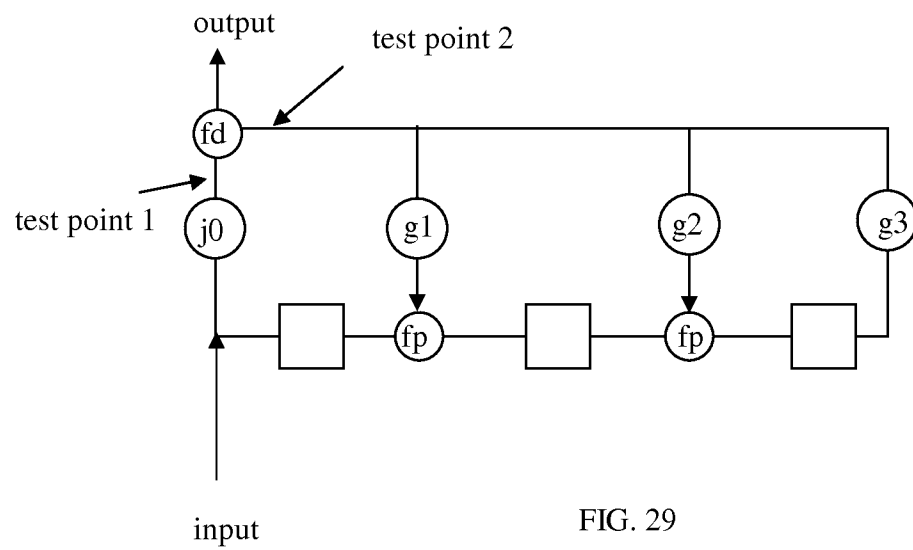 output
test point 2
fd
test point 1
j0
g1
g2
g3
fp
fp
input
FIG. 29